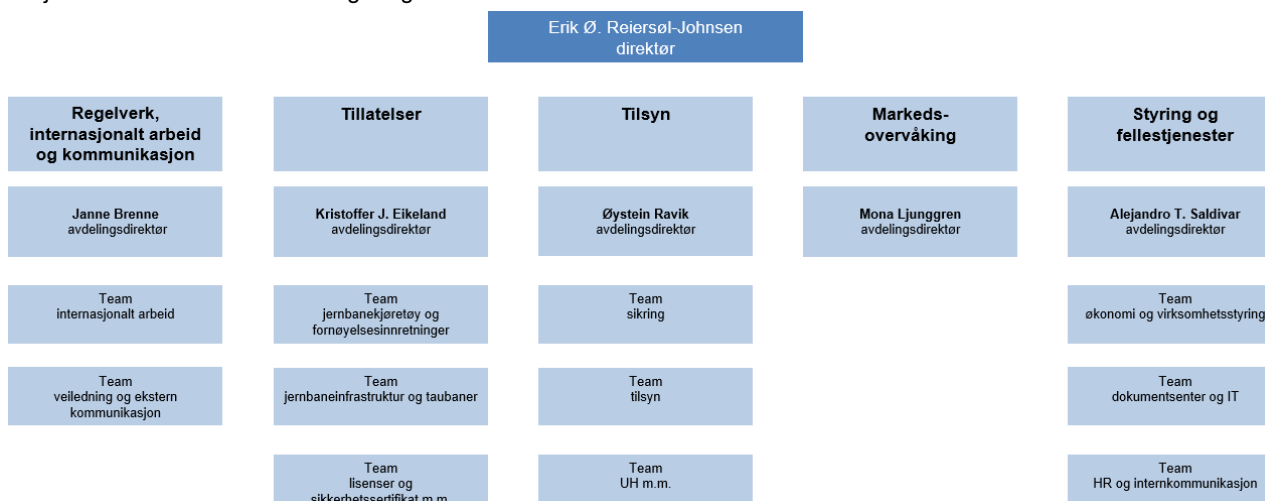 Erik Ø. Reiersøl-Johnsen
direktør
Regelverk,
internasjonalt arbeid
og kommunikasjon
Janne Brenne
avdelingsdirektør
Team
internasjonalt arbeid
Team
veiledning og ekstern
kommunikasjon
Tillatelser
Kristoffer J. Eikeland
avdelingsdirektør
Team
jernbanekjøretøy og
fornøyelsesinnretninger
Team
jernbaneinfrastruktur og taubaner
Team
lisenser og
sikkerhetssertifikat m.m.
Tilsyn
Øystein Ravik
avdelingsdirektør
Team
sikring
Team
tilsyn
Team
UH m.m.
Markeds-
overvåking
Mona Ljunggren
avdelingsdirektør
Styring og
fellestjenester
Alejandro T. Saldivar
avdelingsdirektør
Team
økonomi og virksomhetsstyring
Team
dokumentsenter og IT
Team
HR og internkommunikasjon